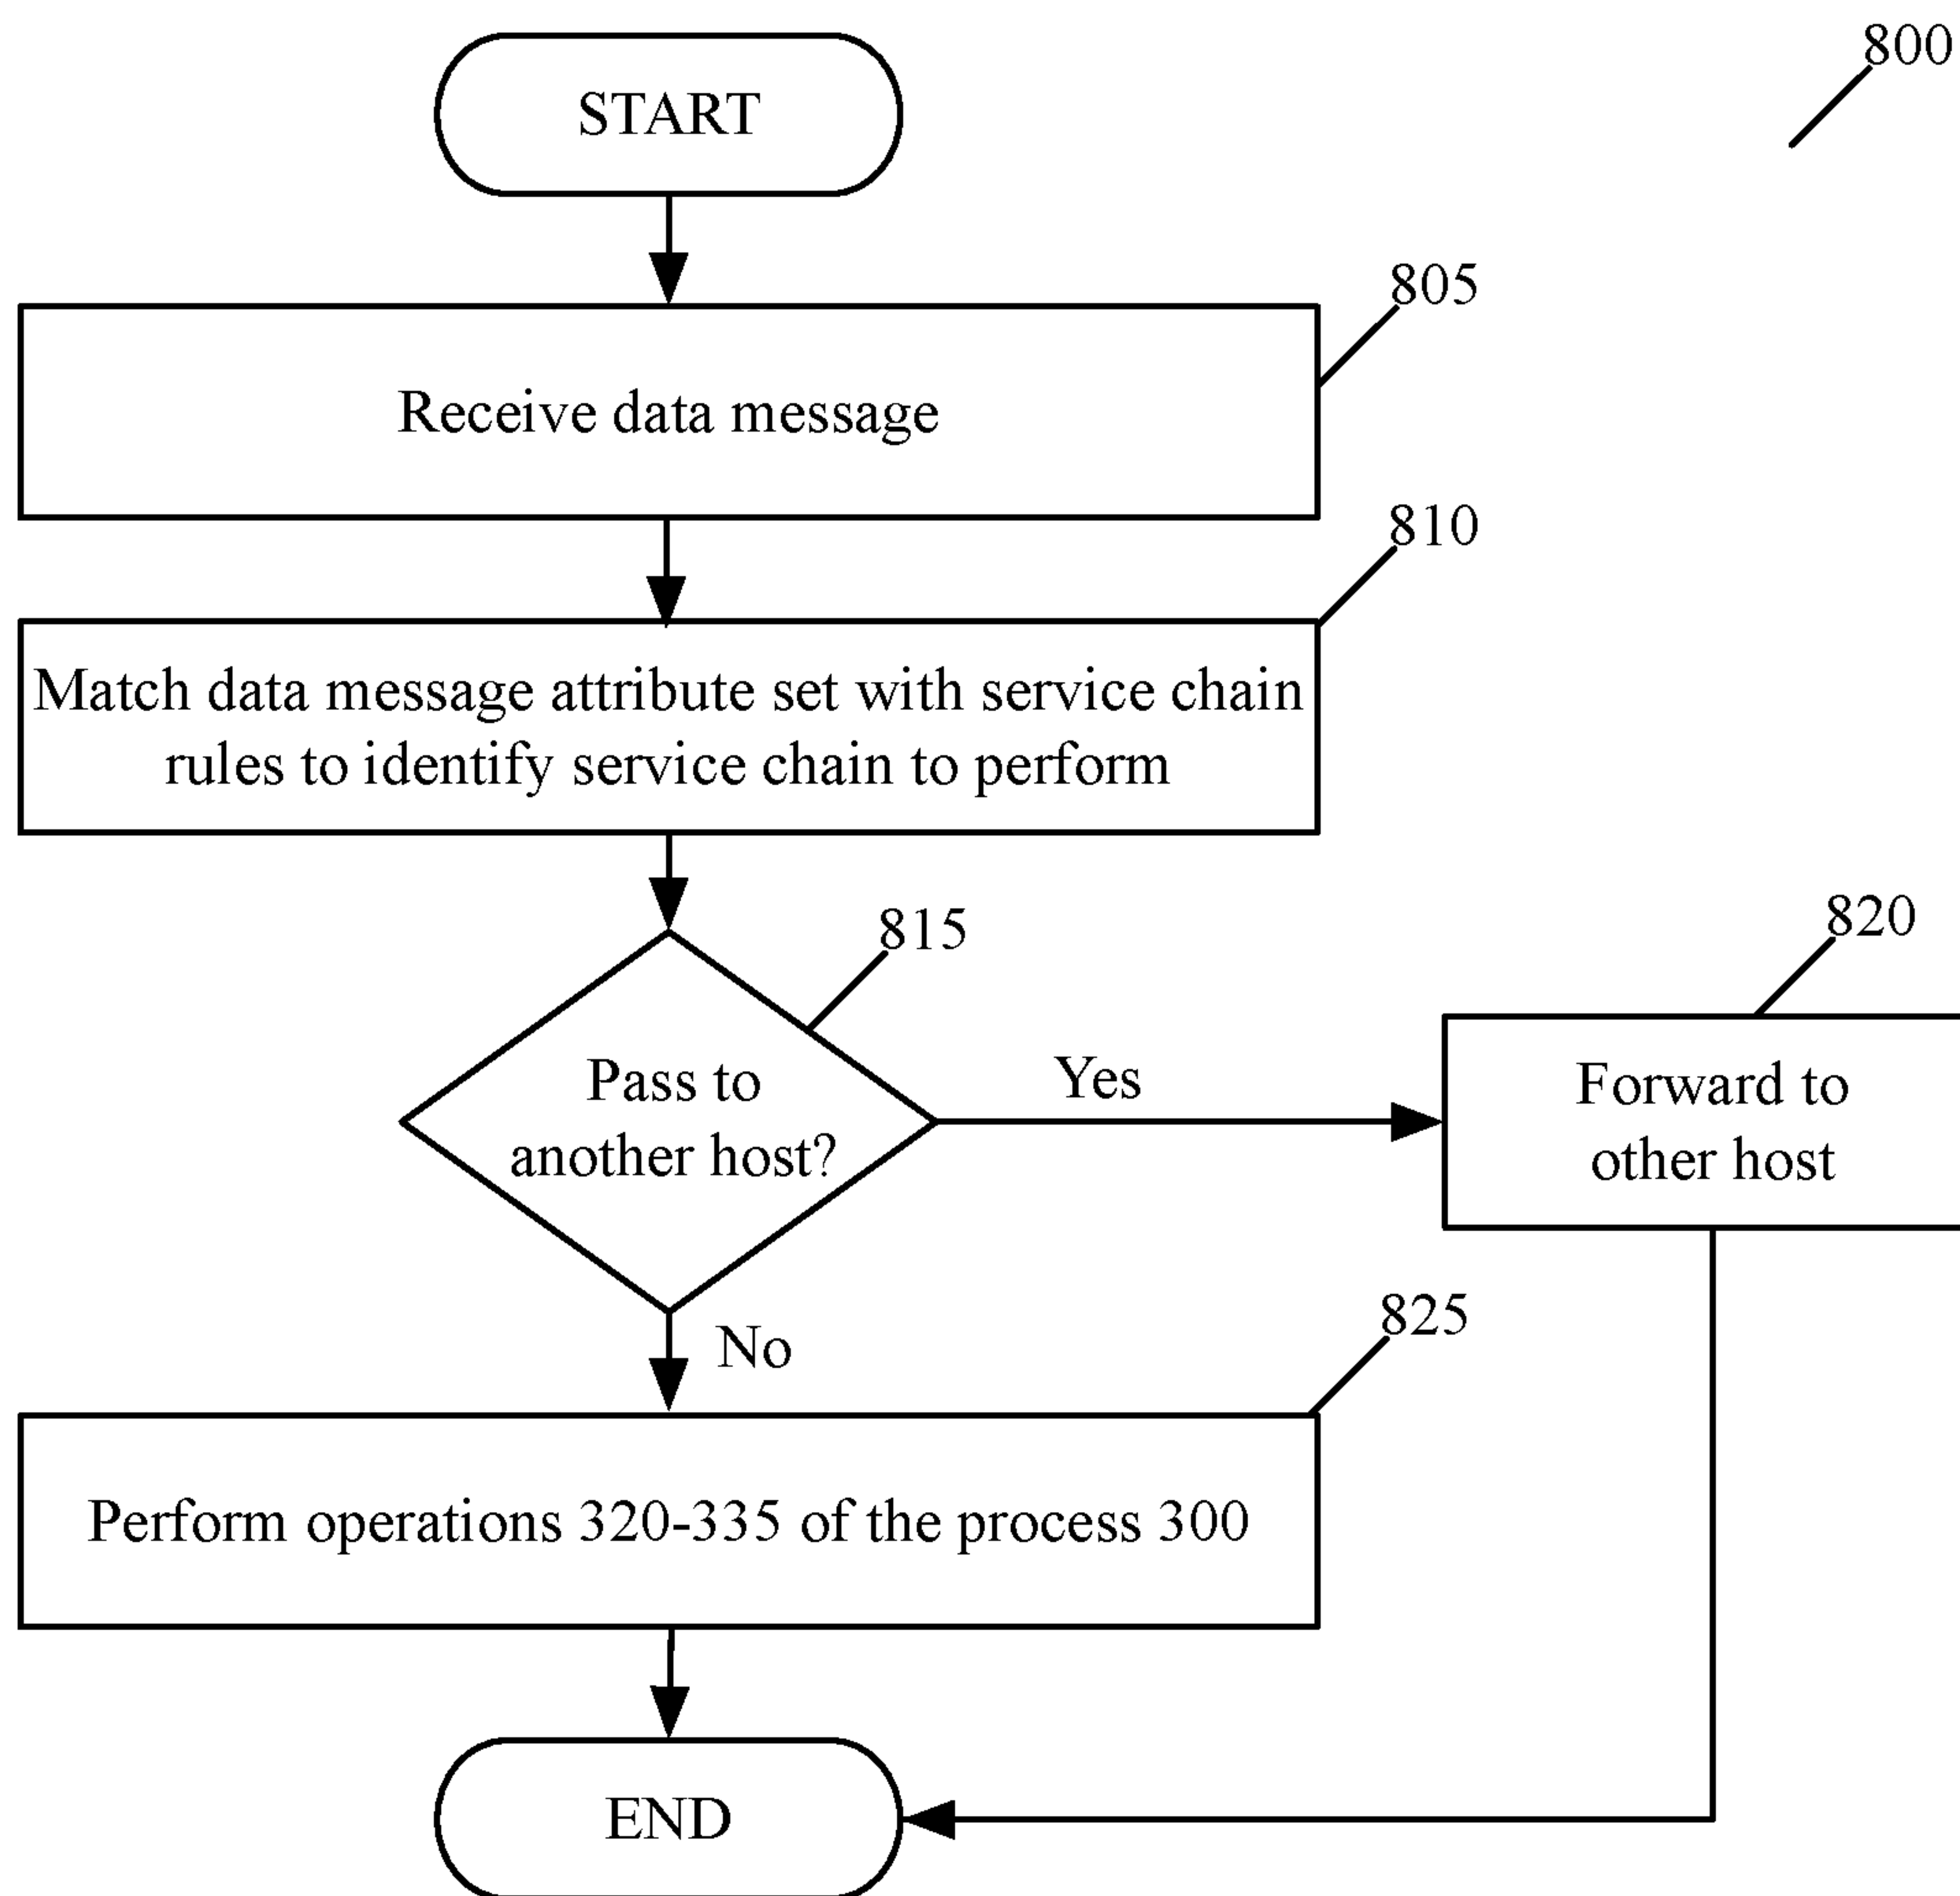 800
START
805
Receive data message
810
Match data message attribute set with service chain
rules to identify service chain to perform
815
Pass to
another host?
Yes
820
Forward to
other host
No
825
Perform operations 320-335 of the process 300
END